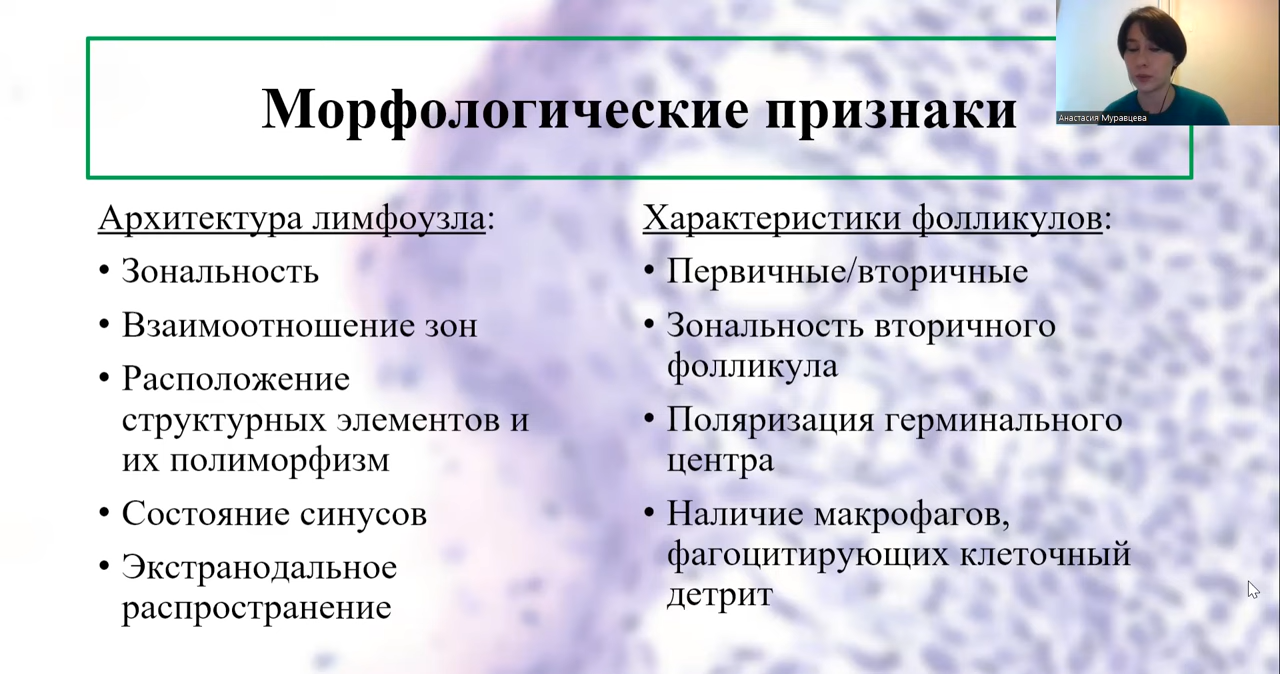 Морфологические признаки
Анастасия Муравцева
Архитектура лимфоузла:
• Зональность
• Взаимоотношение зон
• Расположение
структурных элементов и
их полиморфизм
• Состояние синусов
• Экстранодальное
распространение
Характеристики фолликулов:
• Первичные/вторичные
• Зональность вторичного
фолликула
• Поляризация герминального
центра
• Наличие макрофагов,
фагоцитирующих клеточный
детрит